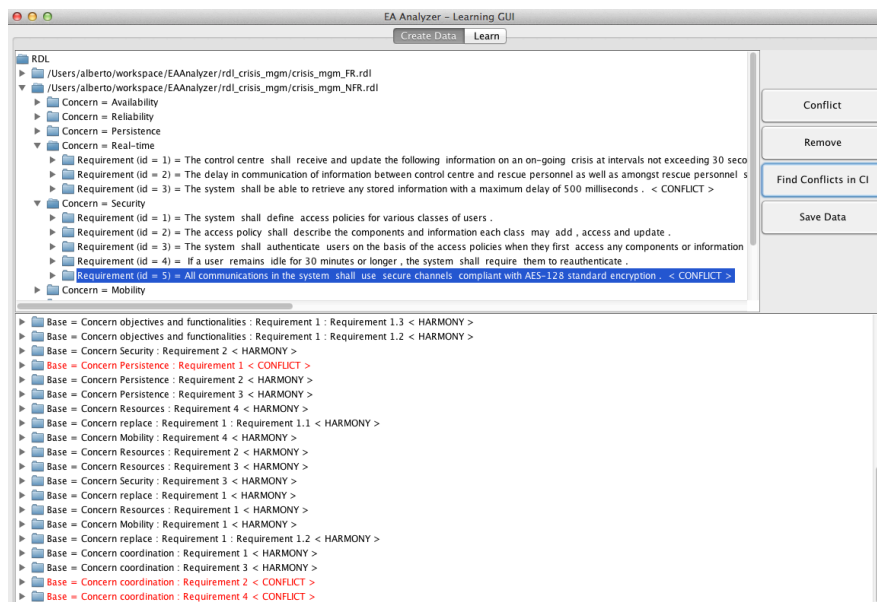 EA Analyzer – Learning GUI
Create Data Learn
RDL
/Users/alberto/workspace/EAAnalyzer/rdl_crisis_mgm/crisis_mgm_FR.rdl
/Users/alberto/workspace/EAAnalyzer/rdl_crisis_mgm/crisis_mgm_NFR.rdl
Concern = Availability
Concern = Reliability
Concern = Persistence
Concern = Real-time
Requirement (id = 1) = The control centre shall receive and update the following information on an on-going crisis at intervals not exceeding 30 seco
Requirement (id = 2) = The delay in communication of information between control centre and rescue personnel as well as amongst rescue personnel s
Requirement (id = 3) = The system shall be able to retrieve any stored information with a maximum delay of 500 milliseconds . < CONFLICT >
Concern = Security
Requirement (id = 1) = The system shall define access policies for various classes of users .
Requirement (id = 2) = The access policy shall describe the components and information each class may add , access and update .
Requirement (id = 3) = The system shall authenticate users on the basis of the access policies when they first access any components or information
Requirement (id = 4) = If a user remains idle for 30 minutes or longer , the system shall require them to reauthenticate .
Requirement (id = 5) = All communications in the system shall use secure channels compliant with AES-128 standard encryption . < CONFLICT >
Concern = Mobility
Conflict
Remove
Find Conflicts in CI
Save Data
Base = Concern objectives and functionalities : Requirement 1 : Requirement 1.3 < HARMONY >
Base = Concern objectives and functionalities : Requirement 1 : Requirement 1.2 < HARMONY >
Base = Concern Security : Requirement 2 < HARMONY >
Base = Concern Persistence : Requirement 1 < CONFLICT >
Base = Concern Persistence : Requirement 2 < HARMONY >
Base = Concern Persistence : Requirement 3 < HARMONY >
Base = Concern Resources : Requirement 4 < HARMONY >
Base = Concern replace : Requirement 1 : Requirement 1.1 < HARMONY >
Base = Concern Mobility : Requirement 4 < HARMONY >
Base = Concern Resources : Requirement 2 < HARMONY >
Base = Concern Resources : Requirement 3 < HARMONY >
Base = Concern Security : Requirement 3 < HARMONY >
Base = Concern replace : Requirement 1 < HARMONY >
Base = Concern Resources : Requirement 1 < HARMONY >
Base = Concern Mobility : Requirement 1 < HARMONY >
Base = Concern replace : Requirement 1 : Requirement 1.2 < HARMONY >
Base = Concern coordination : Requirement 1 < HARMONY >
Base = Concern coordination : Requirement 3 < HARMONY >
Base = Concern coordination : Requirement 2 < CONFLICT >
Base = Concern coordination : Requirement 4 < CONFLICT >